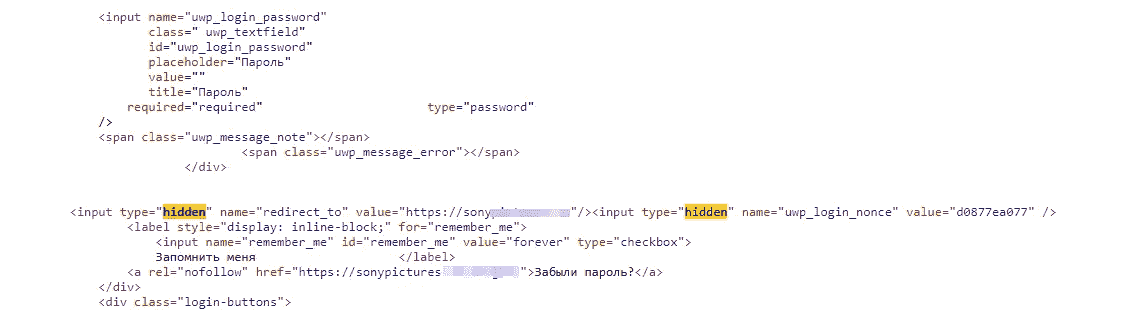 <input name="uwp_login_password"
class=" uwp_textfield"
id="uwp_login_password"
placeholder="Пароль"
value=""
title="Пароль"
required="required" type="password"
/>
<span class="uwp_message_note"></span>
<span class="uwp_message_error"></span>
</div>
<input type="hidden" name="redirect_to" value="https://sony "/><input type="hidden" name="uwp_login_nonce" value="d0877ea077" />
<label style="display: inline-block;" for="remember_me">
<input name="remember_me" id="remember_me" value="forever" type="checkbox">
Запомнить меня </label>
<a rel="nofollow" href="https://sonypictures ">Забыли пароль?</a>
</div>
<div class="login-buttons">